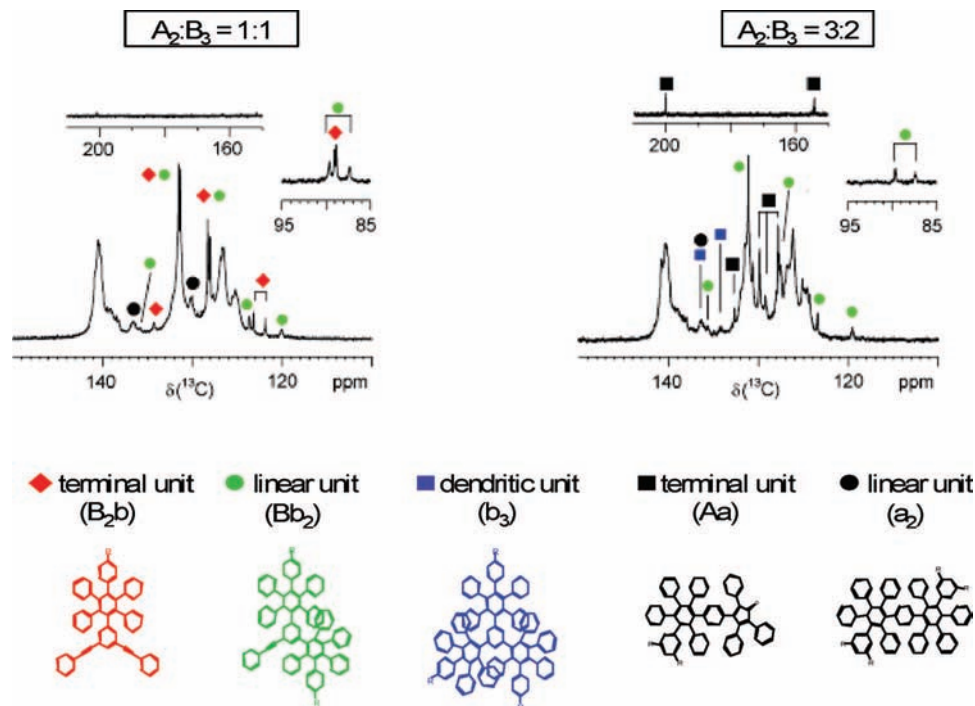 A₂:B₃ = 1:1
A₂:B₃ = 3:2
200 160
95 85
140 120
δ(¹³C) ppm
200 160
95 85
140 120
δ(¹³C) ppm
terminal unit
(B₂b)
linear unit
(Bb₂)
dendritic unit
(b₃)
terminal unit
(Aa)
linear unit
(a₂)
R
R
R
R
R
R
R
R
R
R
R
R